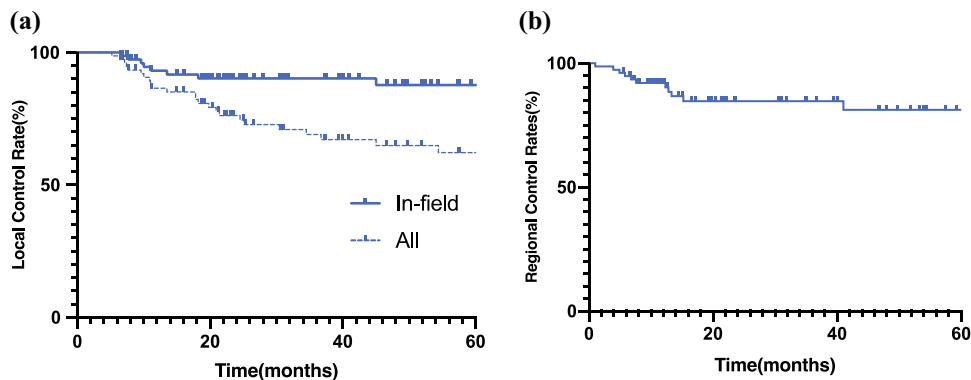 (a)
Local Control Rate(%)
100
50
0
0 20 40 60
Time(months)
In-field
All
(b)
Regional Control Rates(%)
100
50
0
0 20 40 60
Time(months)